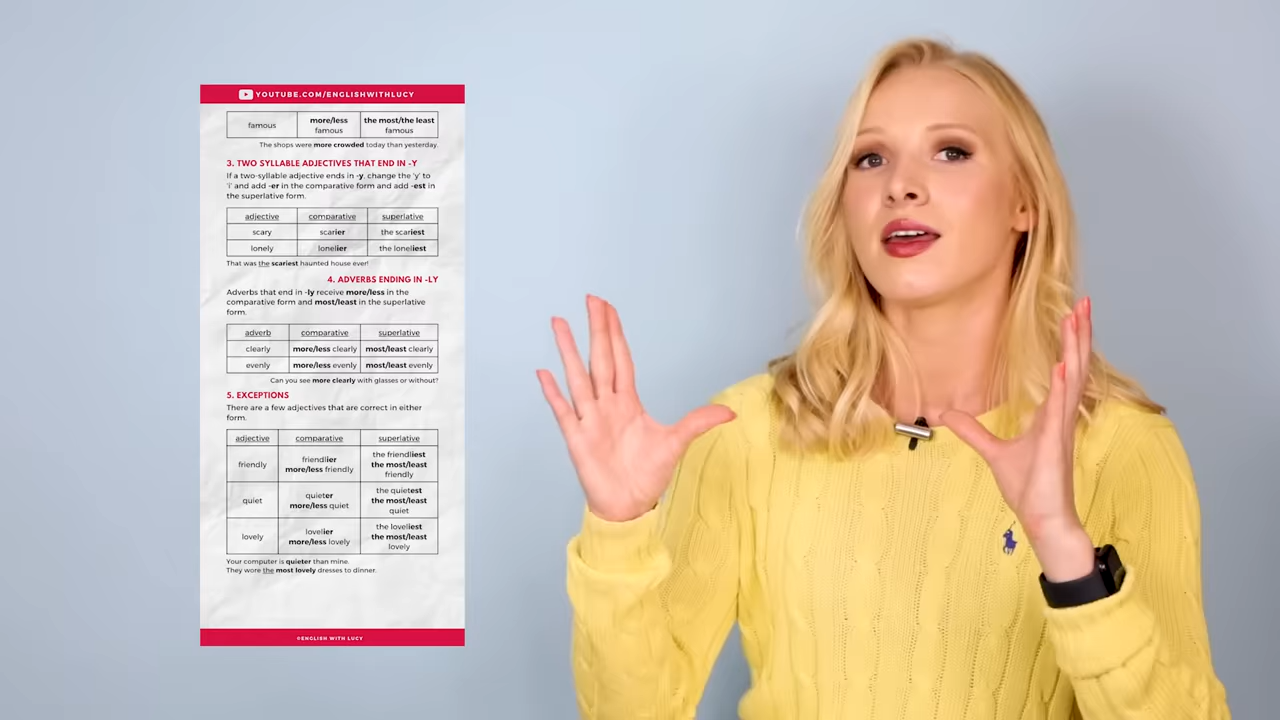 YOUTUBE.COM/ENGLISHWITHLUCY
famous
more/less
famous
the most/the least
famous
The shops were more crowded today than yesterday.
3. TWO SYLLABLE ADJECTIVES THAT END IN -Y
If a two-syllable adjective ends in -y, change the 'y' to
'i' and add -er in the comparative form and add -est in
the superlative form.
adjective comparative superlative
scary scarier the scariest
lonely lonelier the loneliest
That was the scariest haunted house ever!
4. ADVERBS ENDING IN -LY
Adverbs that end in -ly receive more/less in the
comparative form and most/least in the superlative
form.
adverb comparative superlative
clearly more/less clearly most/least clearly
evenly more/less evenly most/least evenly
Can you see more clearly with glasses or without?
5. EXCEPTIONS
There are a few adjectives that are correct in either
form.
adjective comparative superlative
friendly
friendlier
more/less friendly
the friendliest
the most/least
friendly
quiet
quieter
more/less quiet
the quietest
the most/least
quiet
lovely
lovelier
more/less lovely
the loveliest
the most/least
lovely
Your computer is quieter than mine.
They wore the most lovely dresses to dinner.
©ENGLISH WITH LUCY